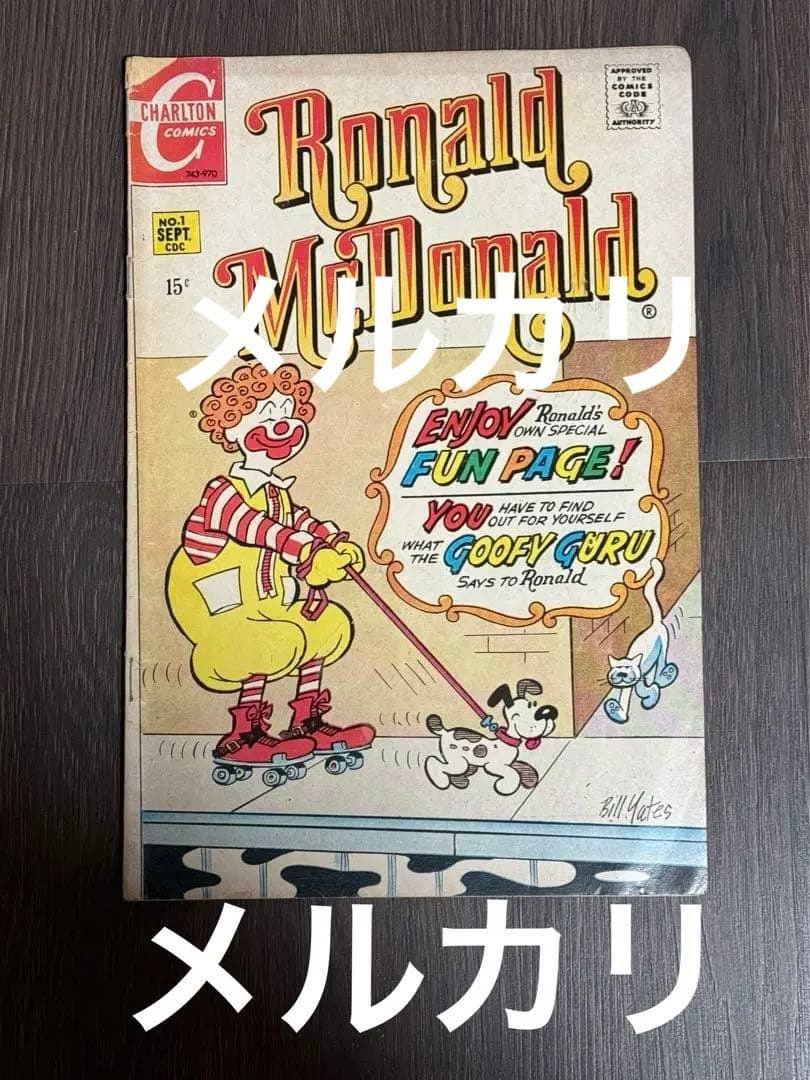 CHARLTON
COMICS
743-970
APPROVED
BY THE
COMICS
CODE
CA
AUTHORITY
Ronald
McDonald
®
NO.1
SEPT.
CDC
15¢
メルカリ
©
ENJOY Ronald's
OWN SPECIAL
FUN PAGE!
YOU HAVE TO FIND
OUT FOR YOURSELF
WHAT
THE GOOFY GURU
SAYS TO Ronald
Bill Yates
メルカリ